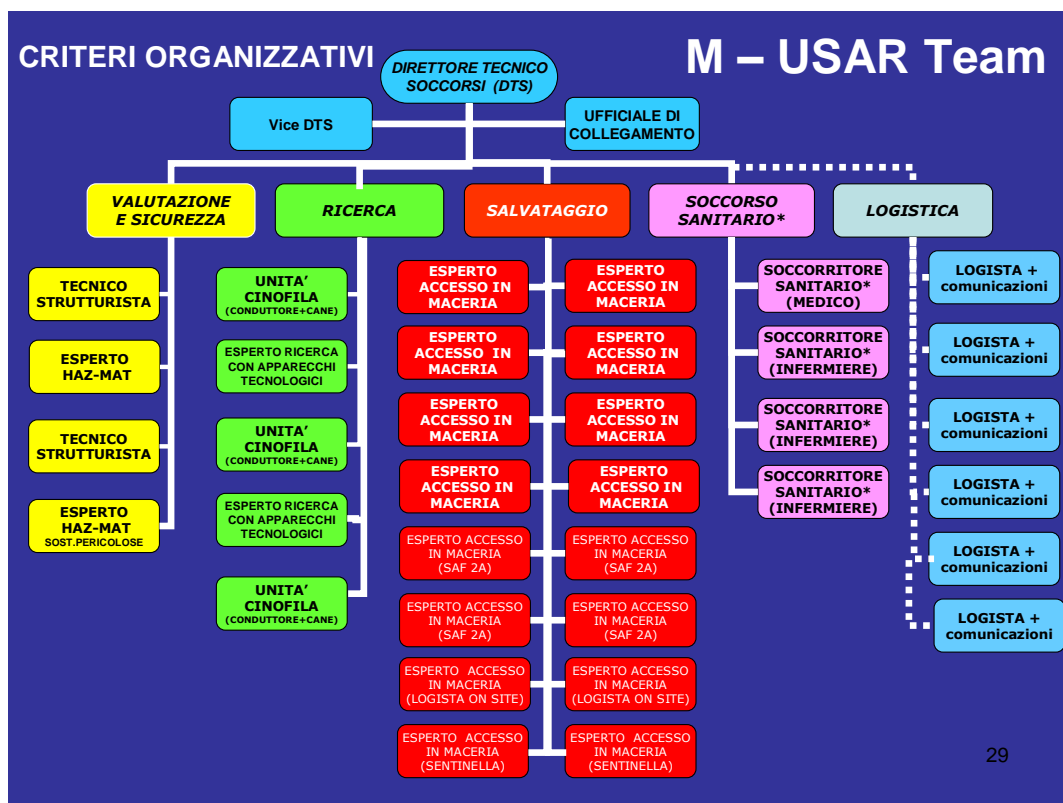 CRITERI ORGANIZZATIVI
M – USAR Team
DIRETTORE TECNICO
SOCCORSI (DTS)
Vice DTS
UFFICIALE DI
COLLEGAMENTO
VALUTAZIONE
E SICUREZZA
RICERCA
SALVATAGGIO
SOCCORSO
SANITARIO*
LOGISTICA
TECNICO
STRUTTURISTA
ESPERTO
HAZ-MAT
TECNICO
STRUTTURISTA
ESPERTO
HAZ-MAT
SOST.PERICOLOSE
UNITA’
CINOFILA
(CONDUTTORE+CANE)
ESPERTO RICERCA
CON APPARECCHI
TECNOLOGICI
UNITA’
CINOFILA
(CONDUTTORE+CANE)
ESPERTO RICERCA
CON APPARECCHI
TECNOLOGICI
UNITA’
CINOFILA
(CONDUTTORE+CANE)
ESPERTO
ACCESSO IN
MACERIA
ESPERTO
ACCESSO IN
MACERIA
ESPERTO
ACCESSO IN
MACERIA
ESPERTO
ACCESSO IN
MACERIA
ESPERTO ACCESSO
IN MACERIA
(SAF 2A)
ESPERTO ACCESSO
IN MACERIA
(SAF 2A)
ESPERTO ACCESSO
IN MACERIA
(LOGISTA ON SITE)
ESPERTO ACCESSO
IN MACERIA
(SENTINELLA)
ESPERTO
ACCESSO IN
MACERIA
ESPERTO
ACCESSO IN
MACERIA
ESPERTO
ACCESSO IN
MACERIA
ESPERTO
ACCESSO IN
MACERIA
ESPERTO ACCESSO
IN MACERIA
(SAF 2A)
ESPERTO ACCESSO
IN MACERIA
(SAF 2A)
ESPERTO ACCESSO
IN MACERIA
(LOGISTA ON SITE)
ESPERTO ACCESSO
IN MACERIA
(SENTINELLA)
SOCCORRITORE
SANITARIO*
(MEDICO)
SOCCORRITORE
SANITARIO*
(INFERMIERE)
SOCCORRITORE
SANITARIO*
(INFERMIERE)
SOCCORRITORE
SANITARIO*
(INFERMIERE)
LOGISTA +
comunicazioni
LOGISTA +
comunicazioni
LOGISTA +
comunicazioni
LOGISTA +
comunicazioni
LOGISTA +
comunicazioni
LOGISTA +
comunicazioni
29